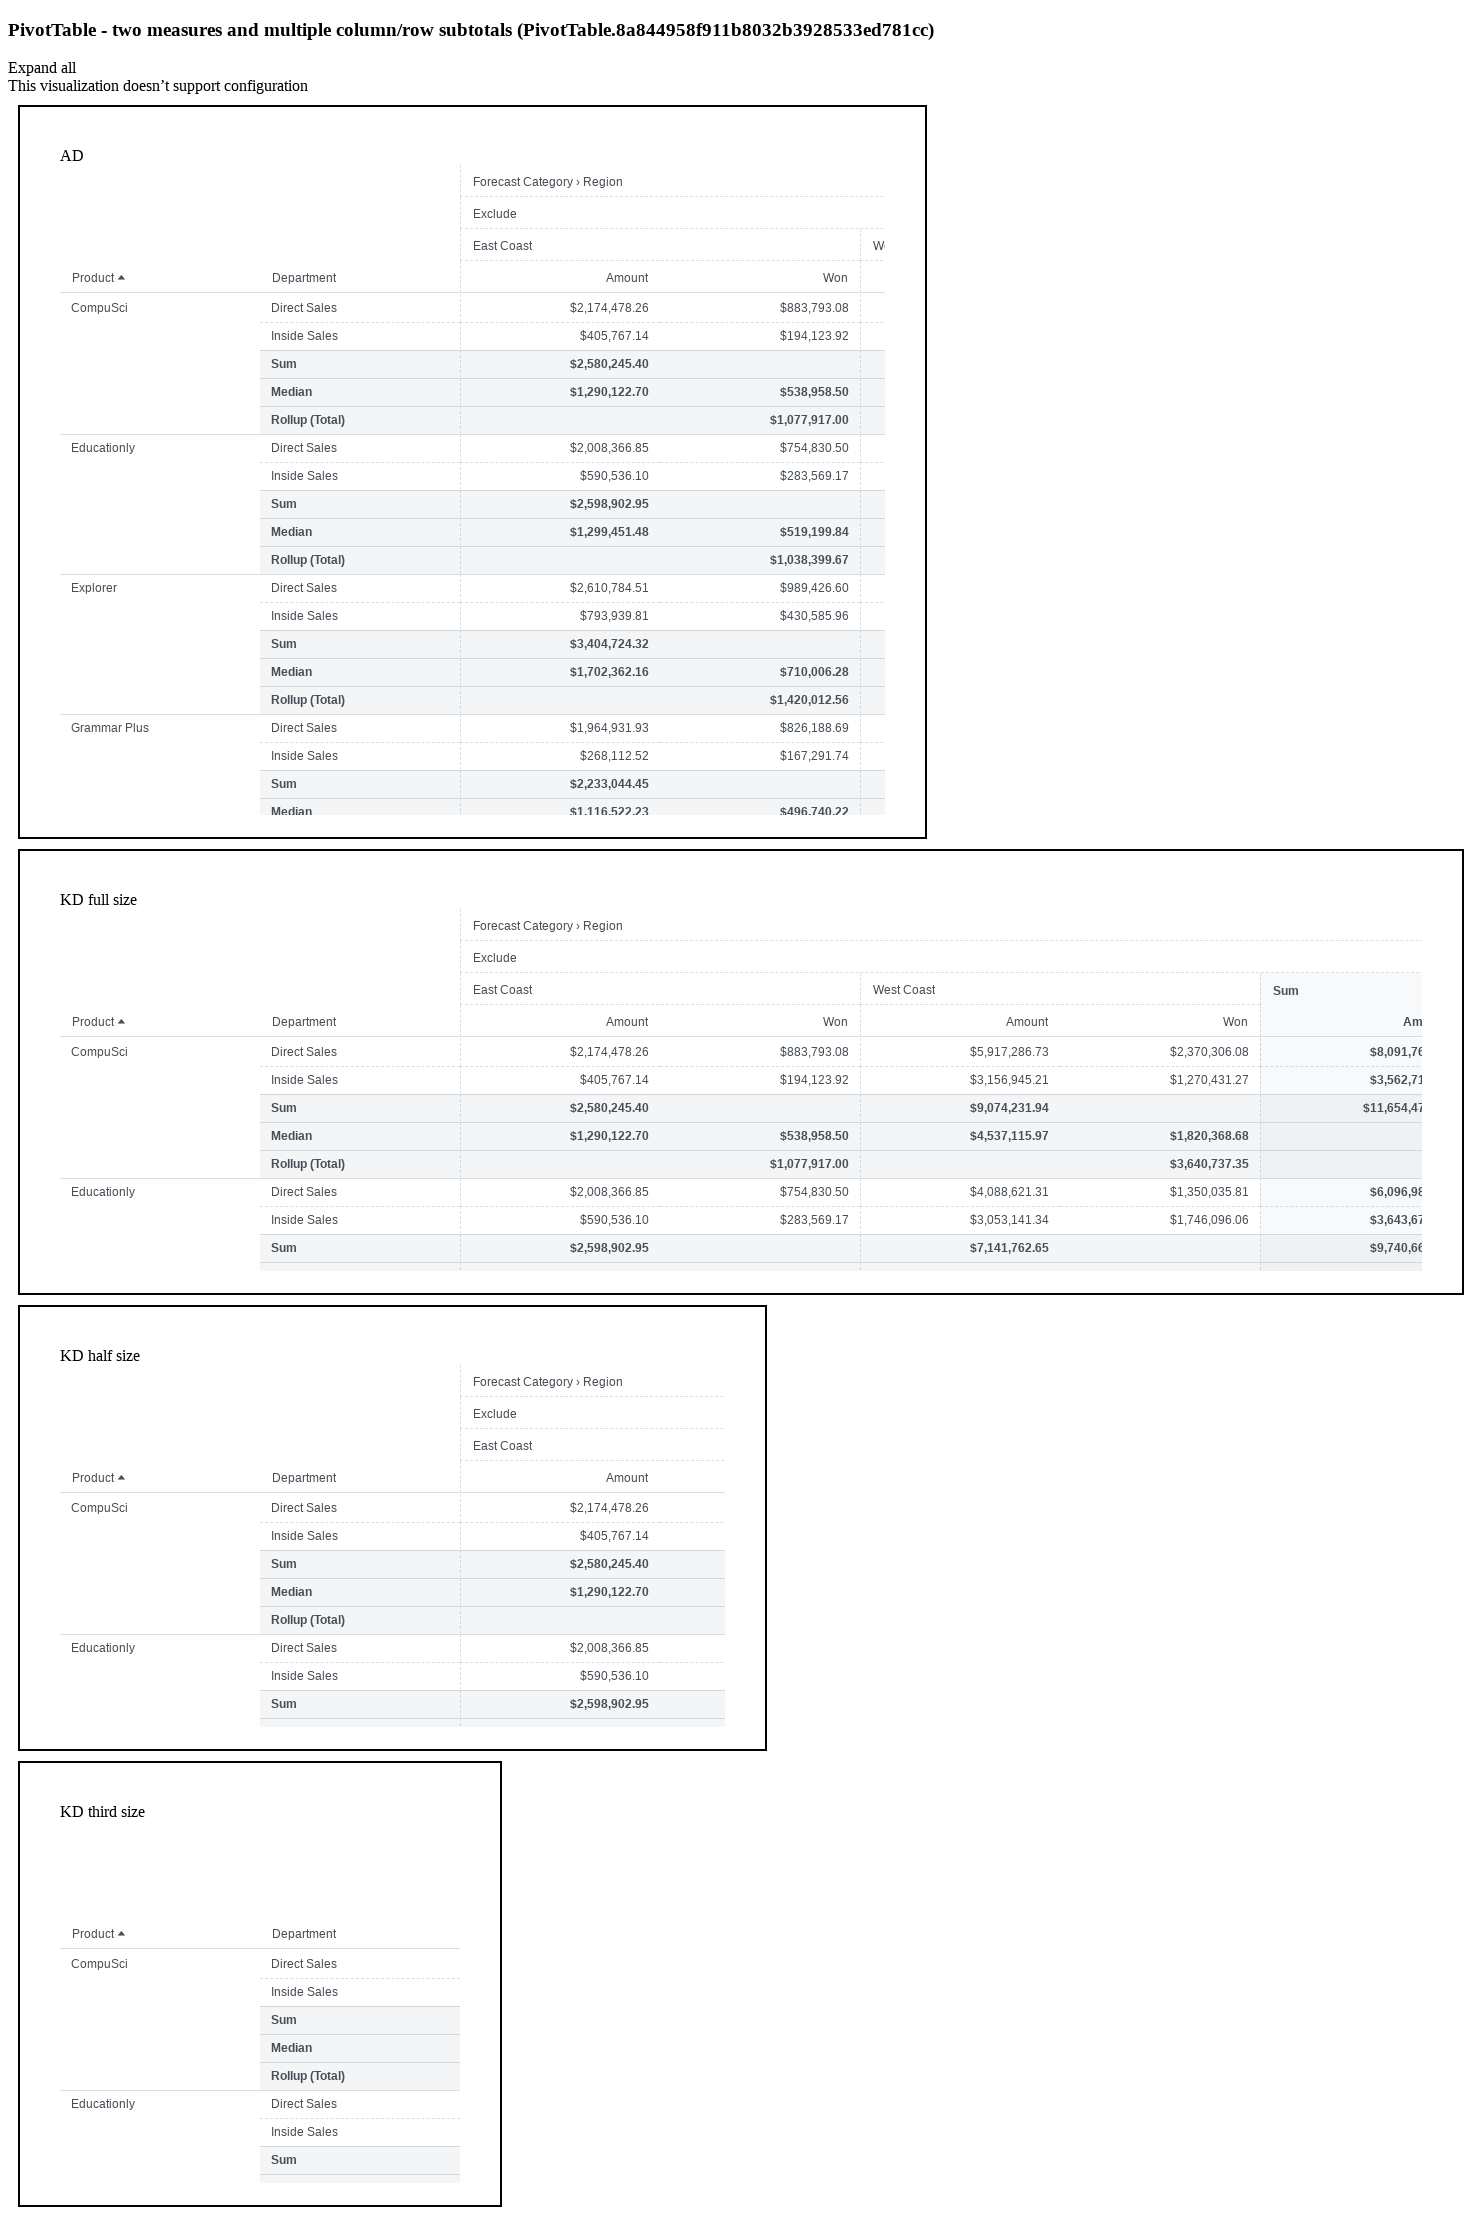 PivotTable - two measures and multiple column/row subtotals (PivotTable.8a844958f911b8032b3928533ed781cc)
Expand all
This visualization doesn’t support configuration
AD
Forecast Category › Region
Exclude
East Coast
Product Department Amount Won
CompuSci Direct Sales $2,174,478.26 $883,793.08
Inside Sales $405,767.14 $194,123.92
Sum $2,580,245.40
Median $1,290,122.70 $538,958.50
Rollup (Total) $1,077,917.00
Educationly Direct Sales $2,008,366.85 $754,830.50
Inside Sales $590,536.10 $283,569.17
Sum $2,598,902.95
Median $1,299,451.48 $519,199.84
Rollup (Total) $1,038,399.67
Explorer Direct Sales $2,610,784.51 $989,426.60
Inside Sales $793,939.81 $430,585.96
Sum $3,404,724.32
Median $1,702,362.16 $710,006.28
Rollup (Total) $1,420,012.56
Grammar Plus Direct Sales $1,964,931.93 $826,188.69
Inside Sales $268,112.52 $167,291.74
Sum $2,233,044.45
Median $1,116,522.23 $496,740.22
KD full size
Forecast Category › Region
Exclude
East Coast West Coast Sum
Product Department Amount Won Amount Won Am
CompuSci Direct Sales $2,174,478.26 $883,793.08 $5,917,286.73 $2,370,306.08 $8,091,76
Inside Sales $405,767.14 $194,123.92 $3,156,945.21 $1,270,431.27 $3,562,71
Sum $2,580,245.40 $9,074,231.94 $11,654,47
Median $1,290,122.70 $538,958.50 $4,537,115.97 $1,820,368.68
Rollup (Total) $1,077,917.00 $3,640,737.35
Educationly Direct Sales $2,008,366.85 $754,830.50 $4,088,621.31 $1,350,035.81 $6,096,98
Inside Sales $590,536.10 $283,569.17 $3,053,141.34 $1,746,096.06 $3,643,67
Sum $2,598,902.95 $7,141,762.65 $9,740,66
KD half size
Forecast Category › Region
Exclude
East Coast
Product Department Amount
CompuSci Direct Sales $2,174,478.26
Inside Sales $405,767.14
Sum $2,580,245.40
Median $1,290,122.70
Rollup (Total)
Educationly Direct Sales $2,008,366.85
Inside Sales $590,536.10
Sum $2,598,902.95
KD third size
Product Department
CompuSci Direct Sales
Inside Sales
Sum
Median
Rollup (Total)
Educationly Direct Sales
Inside Sales
Sum